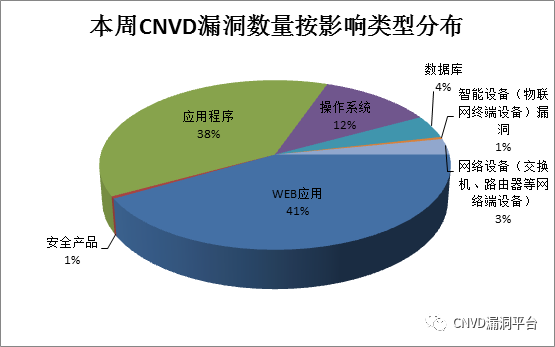 本周CNVD漏洞数量按影响类型分布
数据库
4%
操作系统
12%
智能设备（物联
网络端设备）漏
洞
1%
应用程序
38%
网络设备（交换
机、路由器等网
络端设备）
3%
WEB应用
41%
安全产品
1%
CNVD漏洞平台